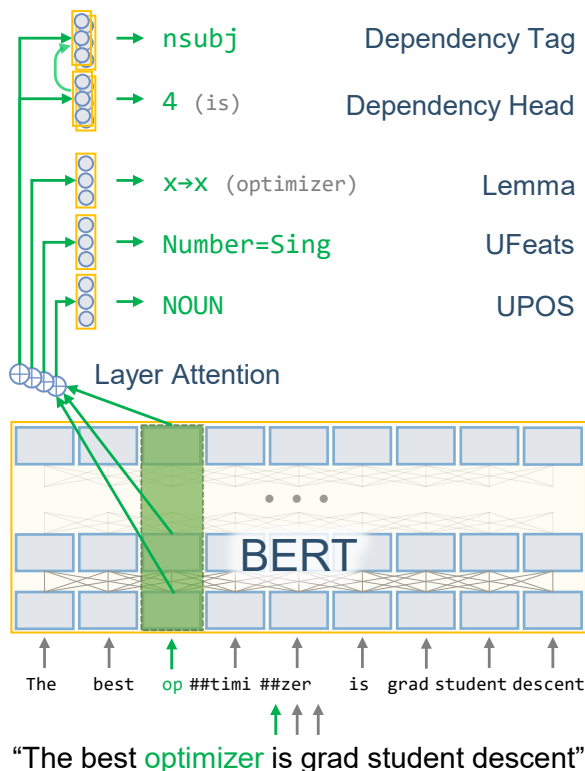 nsubj Dependency Tag
4 (is) Dependency Head
x→x (optimizer) Lemma
Number=Sing UFeats
NOUN UPOS
Layer Attention
BERT
The best op ##timi ##zer is grad student descent
“The best optimizer is grad student descent”